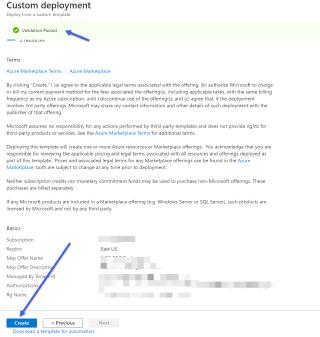 Custom deployment
Deploy from a custom template
Validation Passed
2 resources
Terms
Azure Marketplace Terms | Azure Marketplace
By clicking "Create," I (a) agree to the applicable legal terms associated with the offering; (b) authorize Microsoft to
charge or bill my current payment method for the fees associated the offering(s), including applicable taxes, with the same billing
frequency as my Azure subscription, until I discontinue use of the offering(s); and (c) agree that, if the deployment
involves 3rd party offerings, Microsoft may share my contact information and other details of such deployment with the
publisher of that offering.
Microsoft assumes no responsibility for any actions performed by third-party templates and does not provide rights for
third-party products or services. See the Azure Marketplace Terms for additional terms.
Deploying this template will create one or more Azure resources or Marketplace offerings. You acknowledge that you are
responsible for reviewing the applicable pricing and legal terms associated with all resources and offerings deployed as
part of this template. Prices and associated legal terms for any Marketplace offerings can be found in the Azure
Marketplace; both are subject to change at any time prior to deployment.
Neither subscription credits nor monetary commitment funds may be used to purchase non-Microsoft offerings. These
purchases are billed separately.
If any Microsoft products are included in a Marketplace offering (e.g. Windows Server or SQL Server), such products are
licensed by Microsoft and not by any third party.
Basics
Subscription
Region East US
Msp Offer Name
Msp Offer Description
Managed By Tenant
Authorizations
Rg Name
Create < Previous Next
Download a template for automation